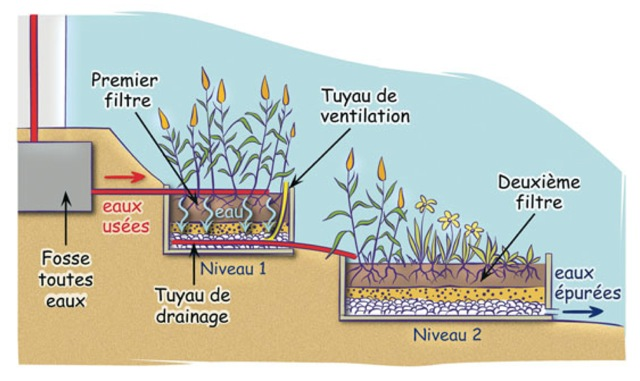 Premier
filtre
Tuyau de
ventilation
Deuxième
filtre
eaux
usées
eau
Fosse
toutes
eaux
Niveau 1
Tuyau de
drainage
eaux
épurées
Niveau 2